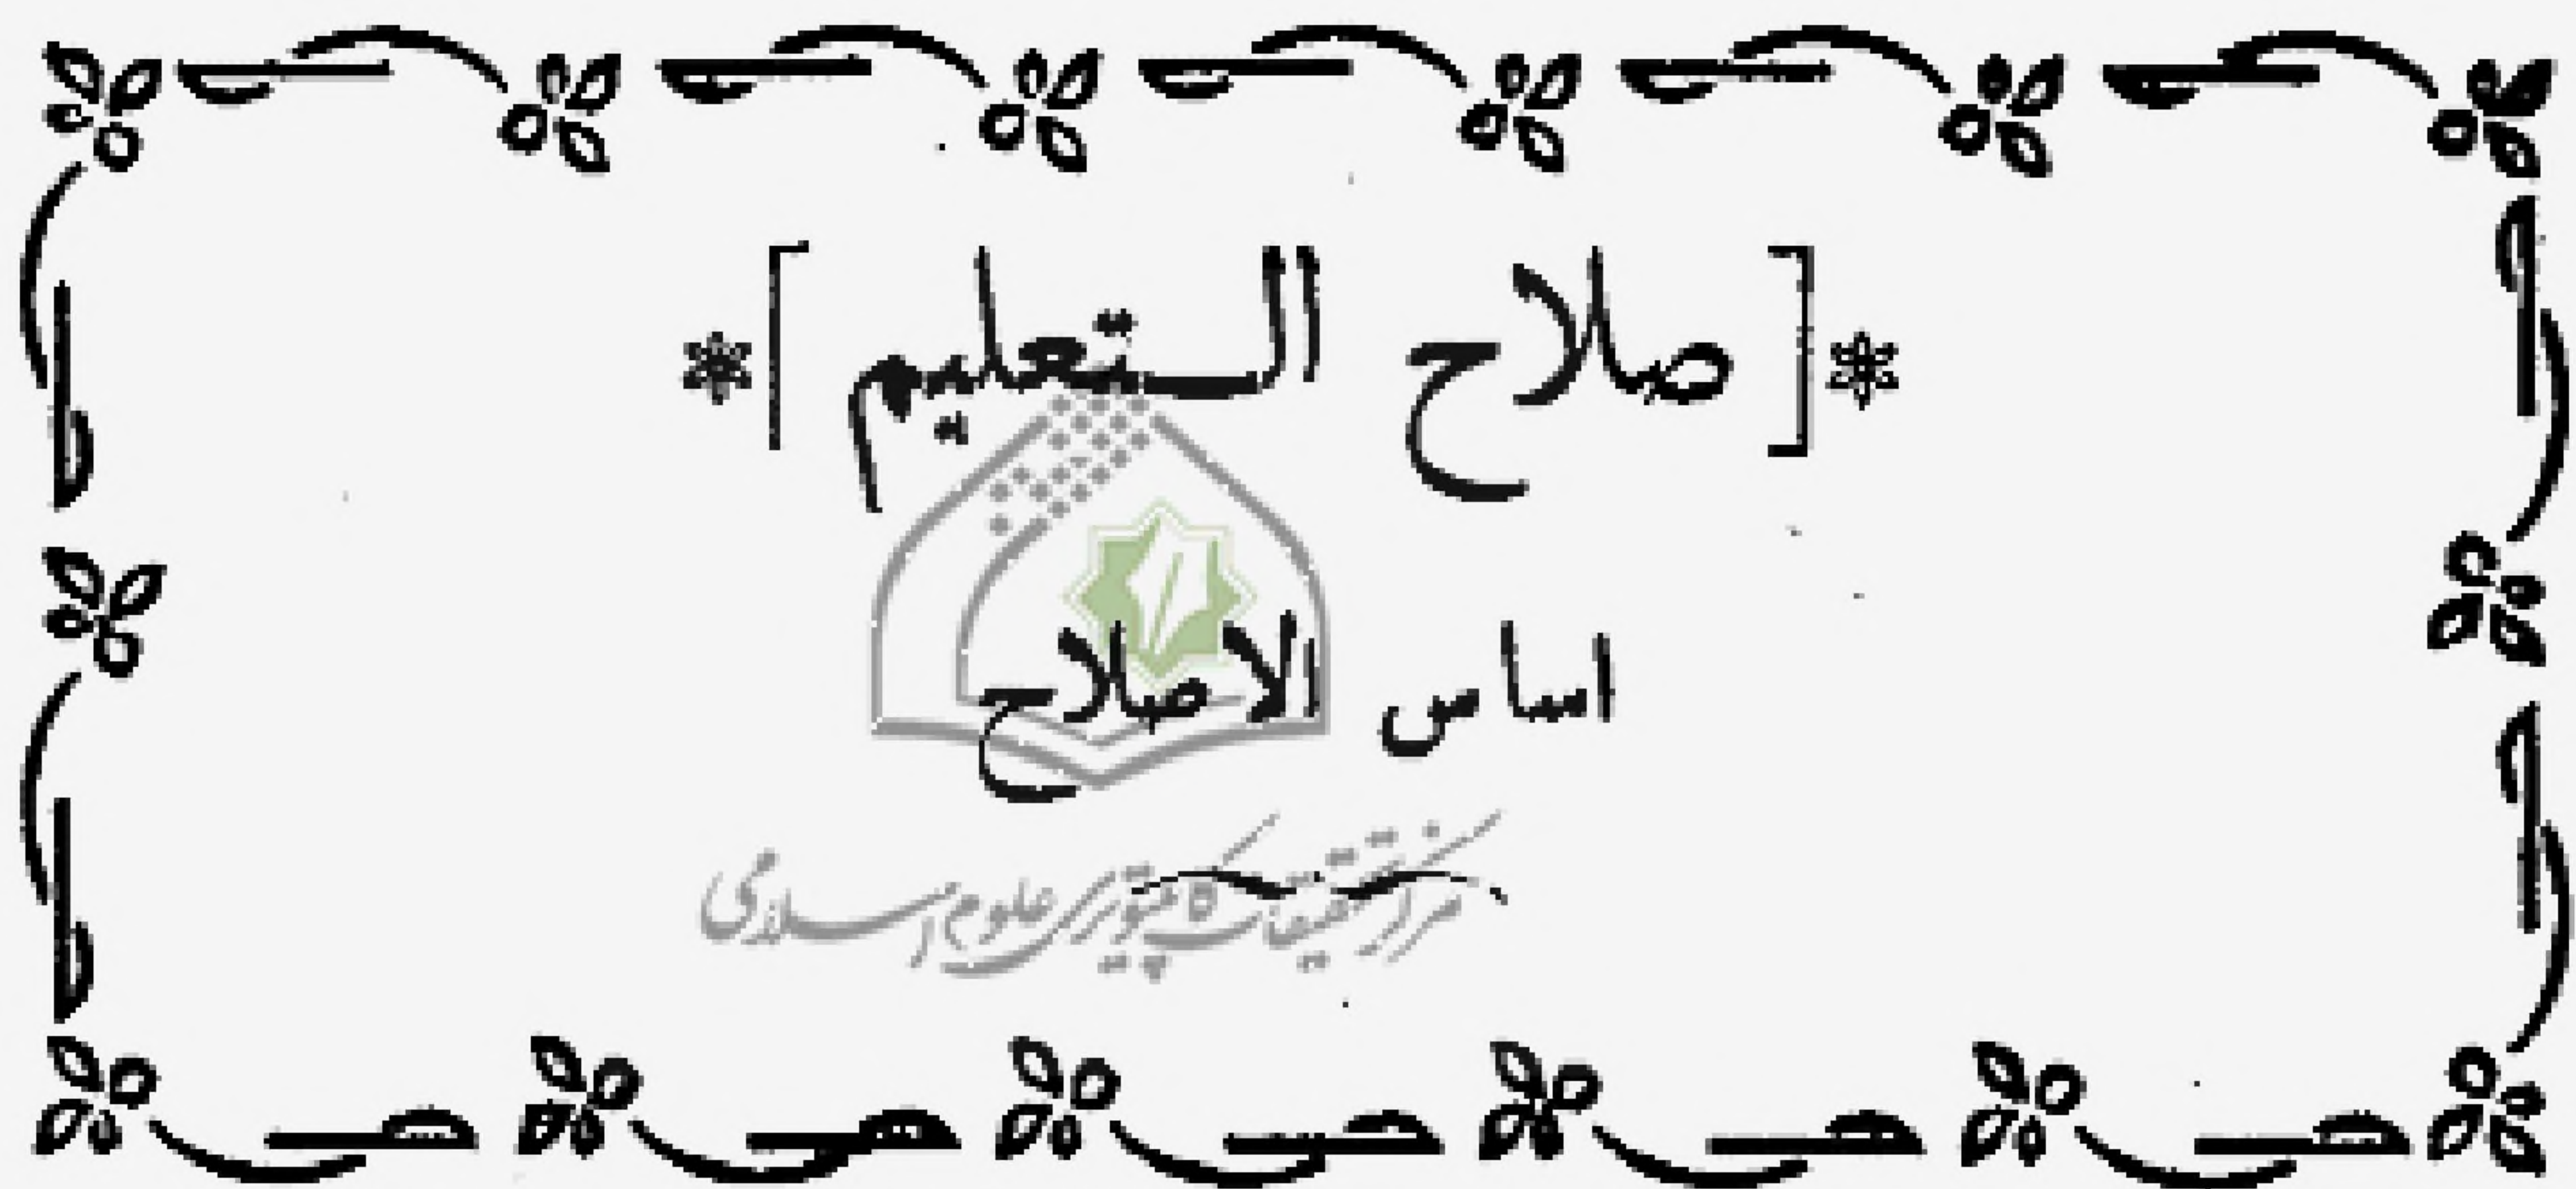 *[ صلاح التعليم ]*
اساس الاصلاح
مرکز تحقیقات کامپیوتری علوم اسلامی